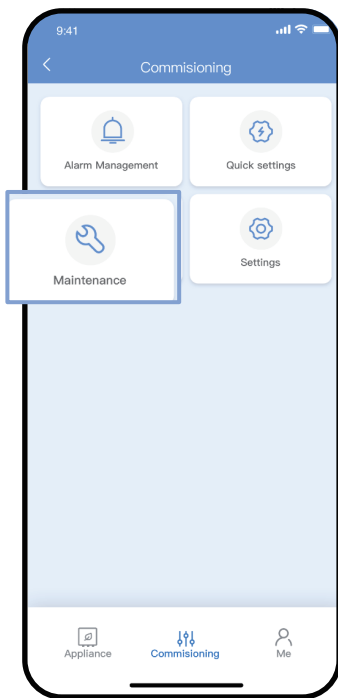 9:41
Commisioning
Alarm Management
Quick settings
Maintenance
Settings
Appliance
Commisioning
Me